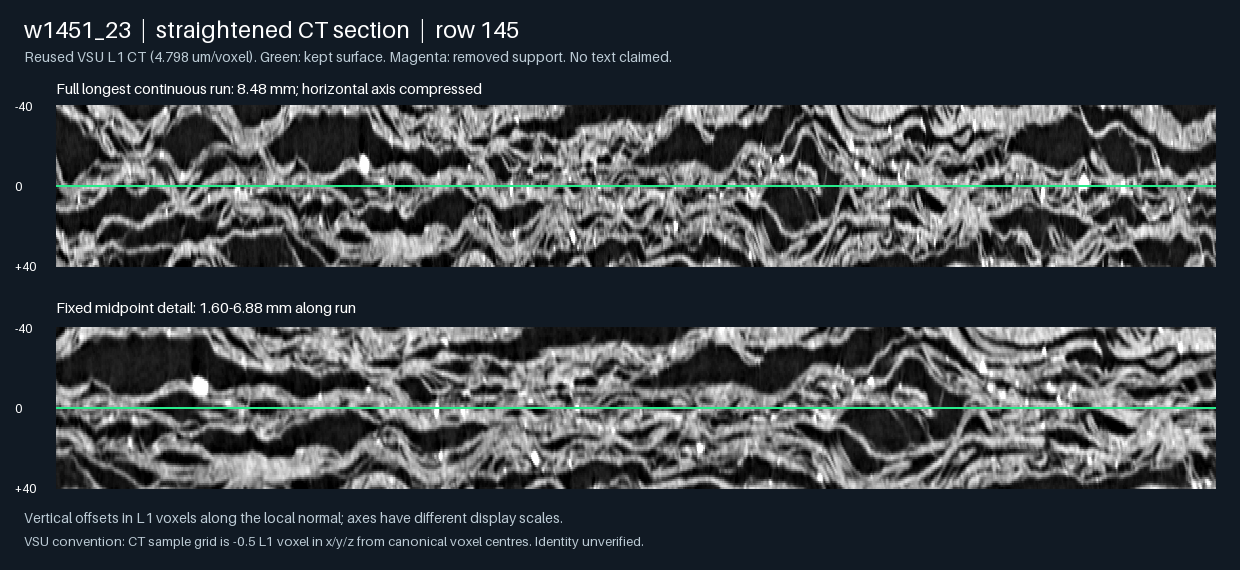 w1451_23 | straightened CT section | row 145
Reused VSU L1 CT (4.798 um/voxel). Green: kept surface. Magenta: removed support. No text claimed.
Full longest continuous run: 8.48 mm; horizontal axis compressed
-40
0
+40
Fixed midpoint detail: 1.60-6.88 mm along run
-40
0
+40
Vertical offsets in L1 voxels along the local normal; axes have different display scales.
VSU convention: CT sample grid is -0.5 L1 voxel in x/y/z from canonical voxel centres. Identity unverified.